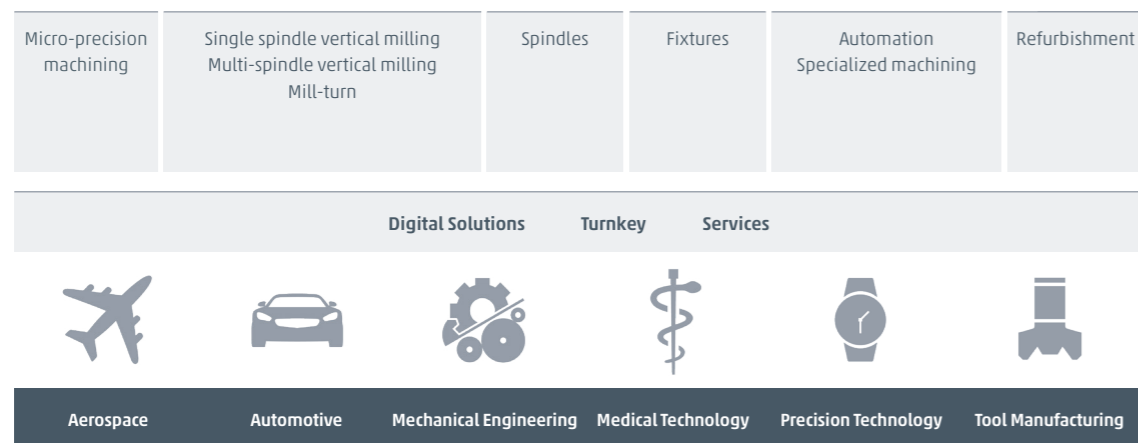 Micro-precision
machining
Single spindle vertical milling
Multi-spindle vertical milling
Mill-turn
Spindles
Fixtures
Automation
Specialized machining
Refurbishment
Digital Solutions Turnkey Services
Aerospace Automotive Mechanical Engineering Medical Technology Precision Technology Tool Manufacturing